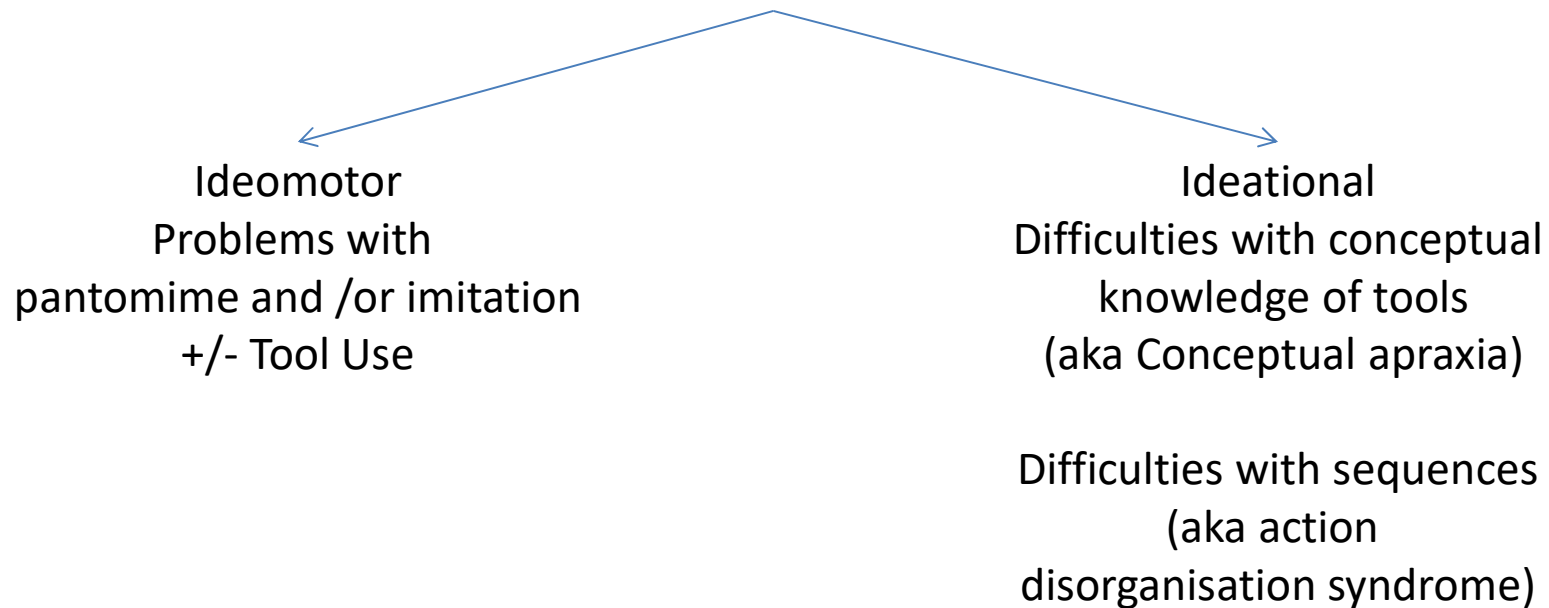 Ideomotor
Problems with
pantomime and /or imitation
+/- Tool Use
Ideational
Difficulties with conceptual
knowledge of tools
(aka Conceptual apraxia)
Difficulties with sequences
(aka action
disorganisation syndrome)